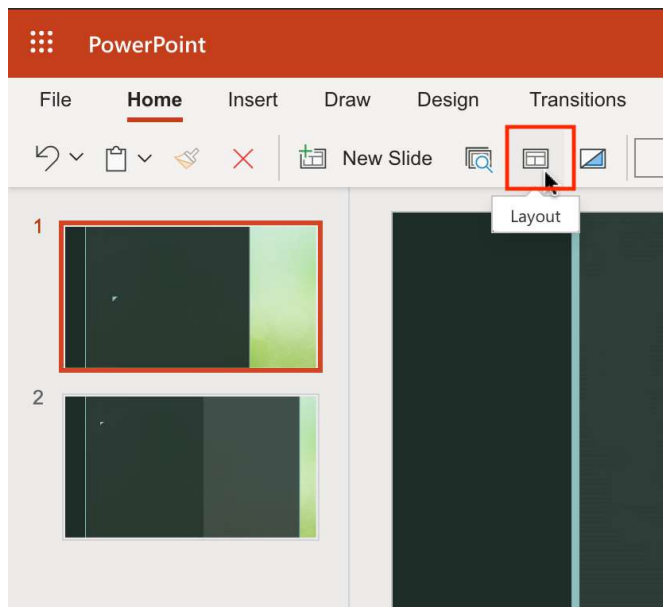 PowerPoint
File Home Insert Draw Design Transitions
New Slide
Layout
1
2